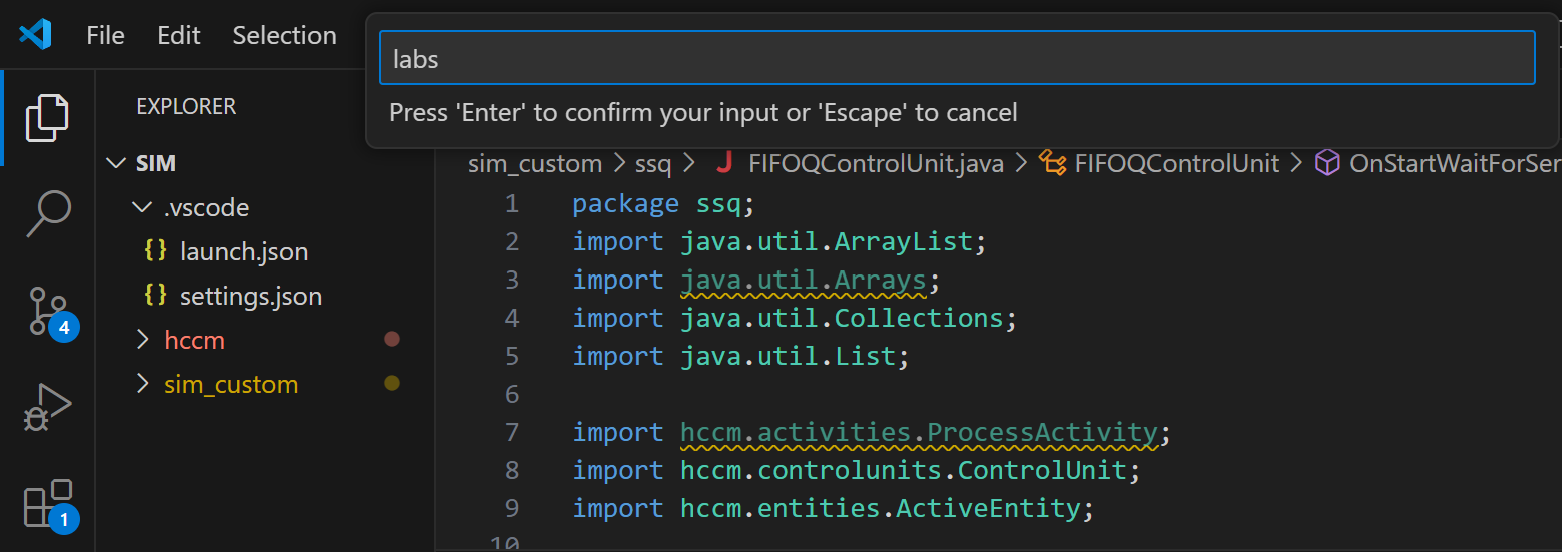 File Edit Selection
labs
Press 'Enter' to confirm your input or 'Escape' to cancel
EXPLORER
SIM
.vscode
{} launch.json
{} settings.json
hccm
sim_custom
4
1
sim_custom > ssq > J FIFOQControlUnit.java > FIFOQControlUnit > OnStartWaitForSer
1 package ssq;
2 import java.util.ArrayList;
3 import java.util.Arrays;
4 import java.util.Collections;
5 import java.util.List;
6
7 import hccm.activities.ProcessActivity;
8 import hccm.controlunits.ControlUnit;
9 import hccm.entities.ActiveEntity;
10